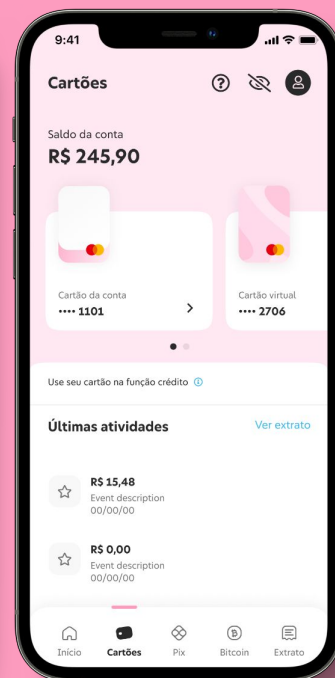 9:41
Cartões
Saldo da conta
R$ 245,90
Cartão da conta
•••• 1101
Cartão virtual
•••• 2706
Use seu cartão na função crédito
Últimas atividades
Ver extrato
R$ 15,48
Event description
00/00/00
R$ 0,00
Event description
00/00/00
Início
Cartões
Pix
Bitcoin
Extrato